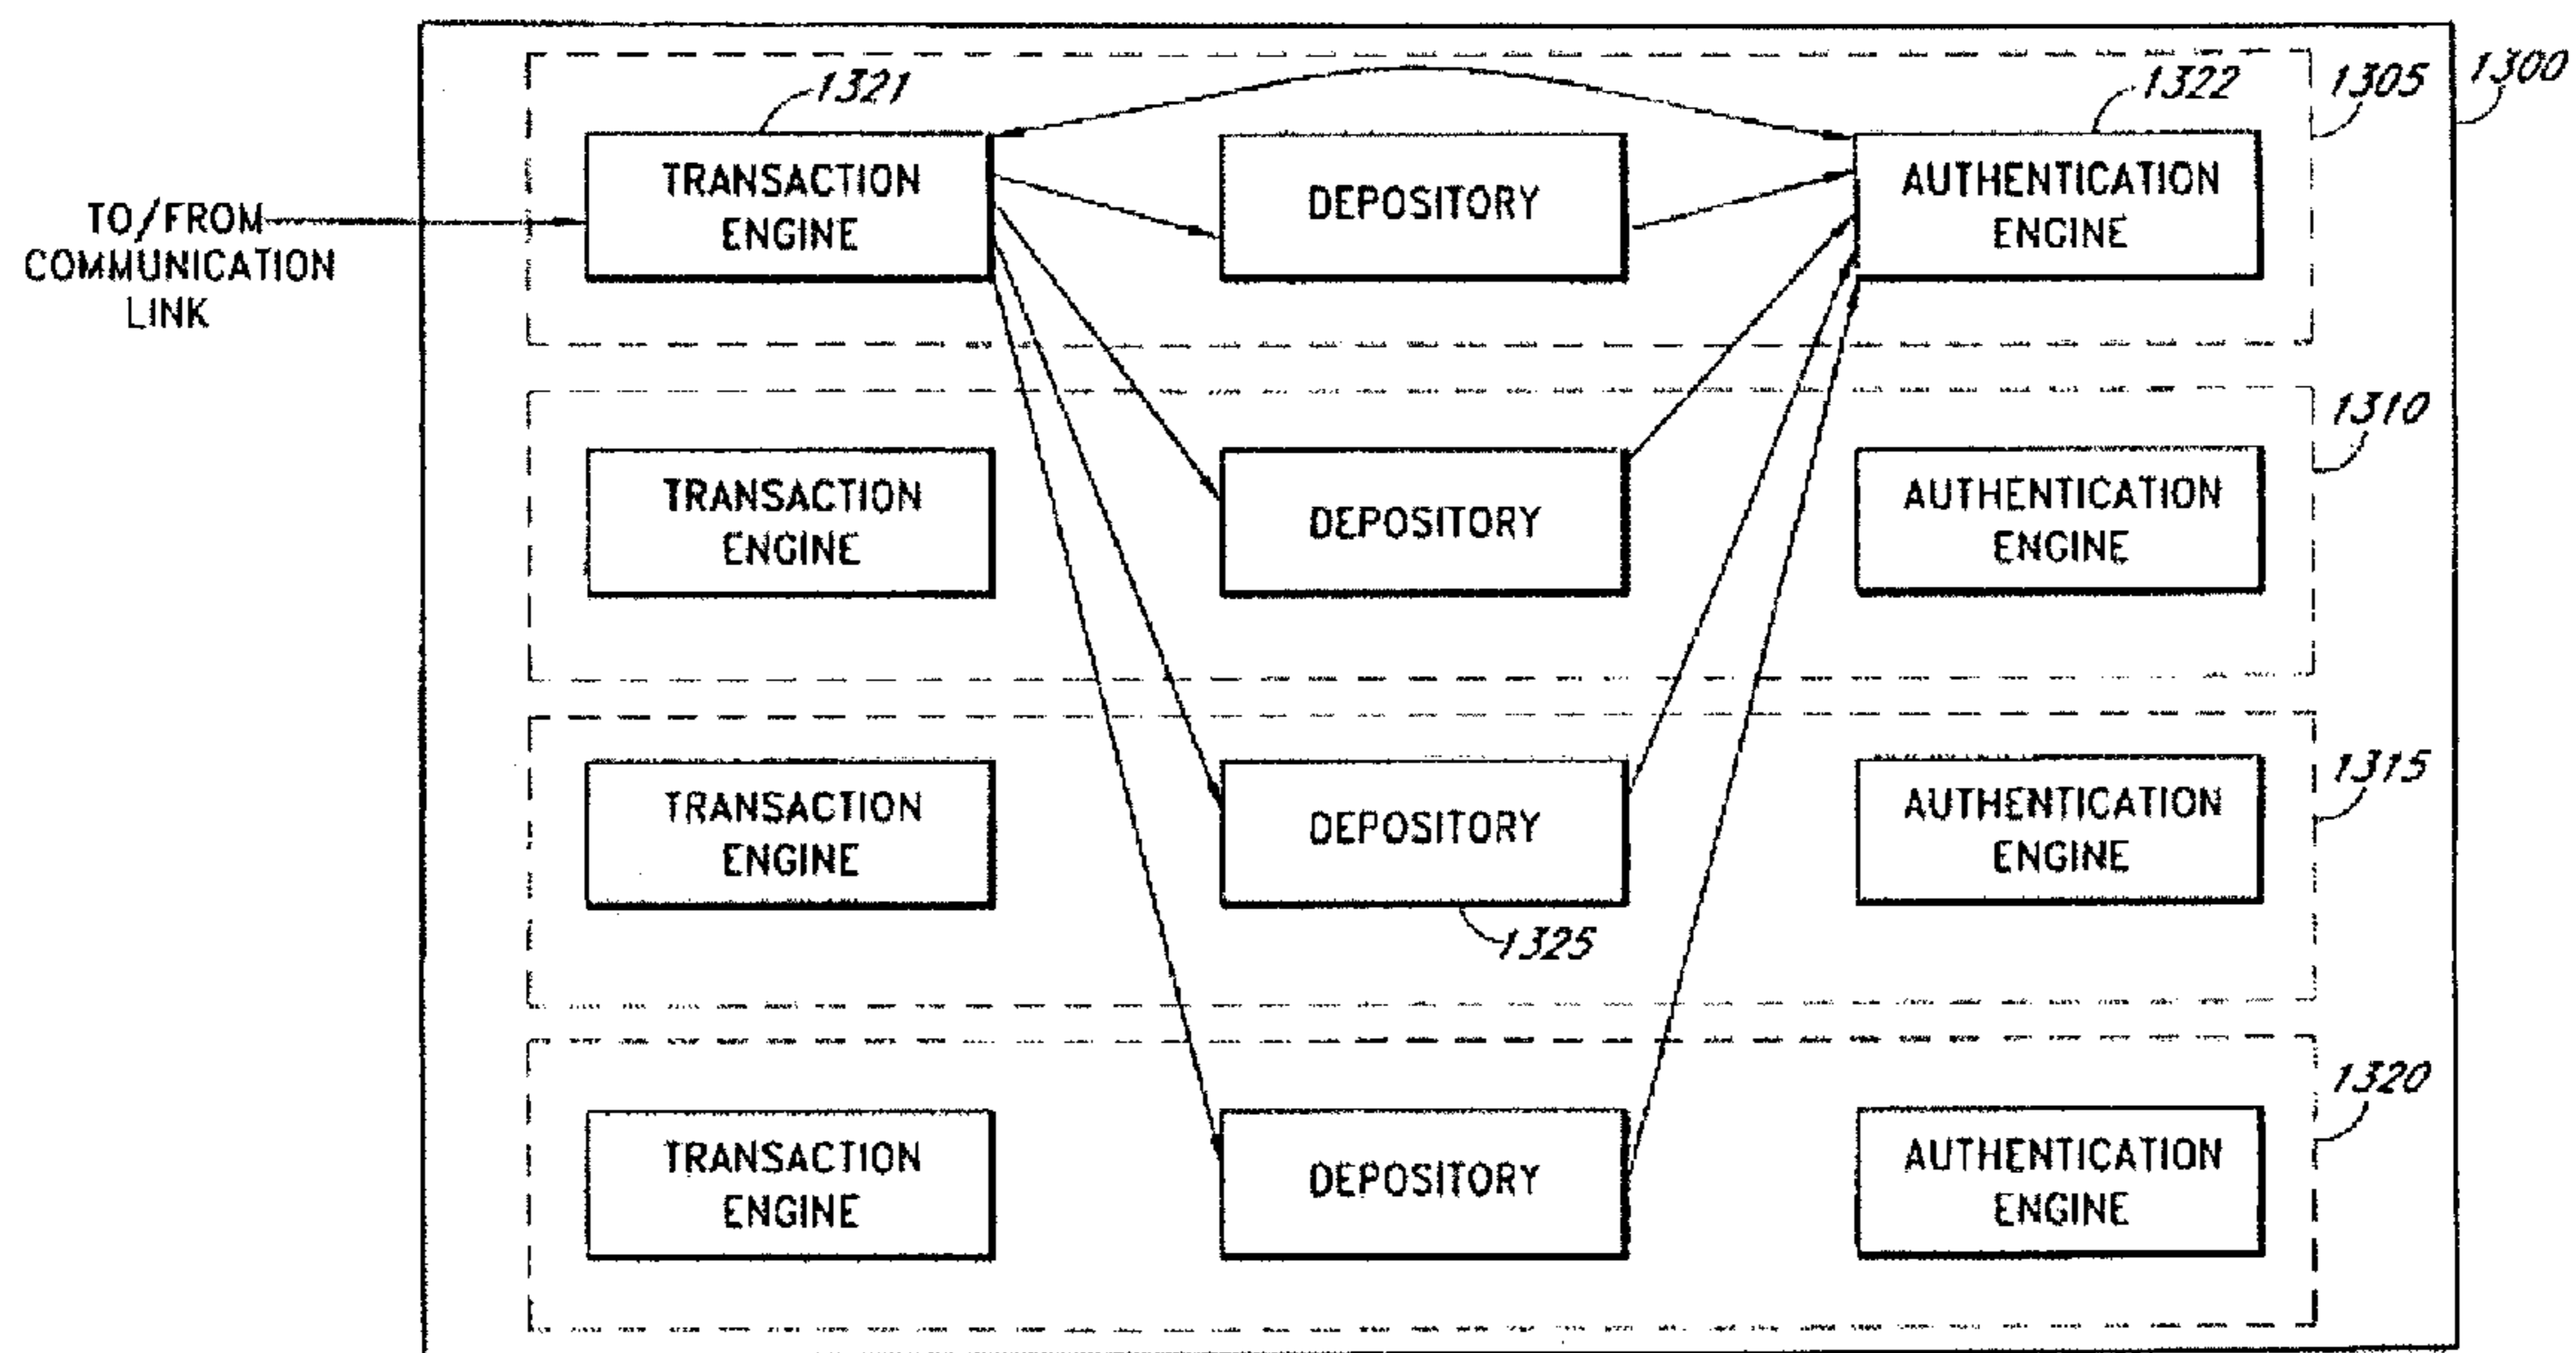 1300
1305
1321
1322
TRANSACTION
ENGINE
DEPOSITORY
AUTHENTICATION
ENGINE
TO/FROM
COMMUNICATION
LINK
1310
TRANSACTION
ENGINE
DEPOSITORY
AUTHENTICATION
ENGINE
1315
TRANSACTION
ENGINE
DEPOSITORY
AUTHENTICATION
ENGINE
1325
1320
TRANSACTION
ENGINE
DEPOSITORY
AUTHENTICATION
ENGINE